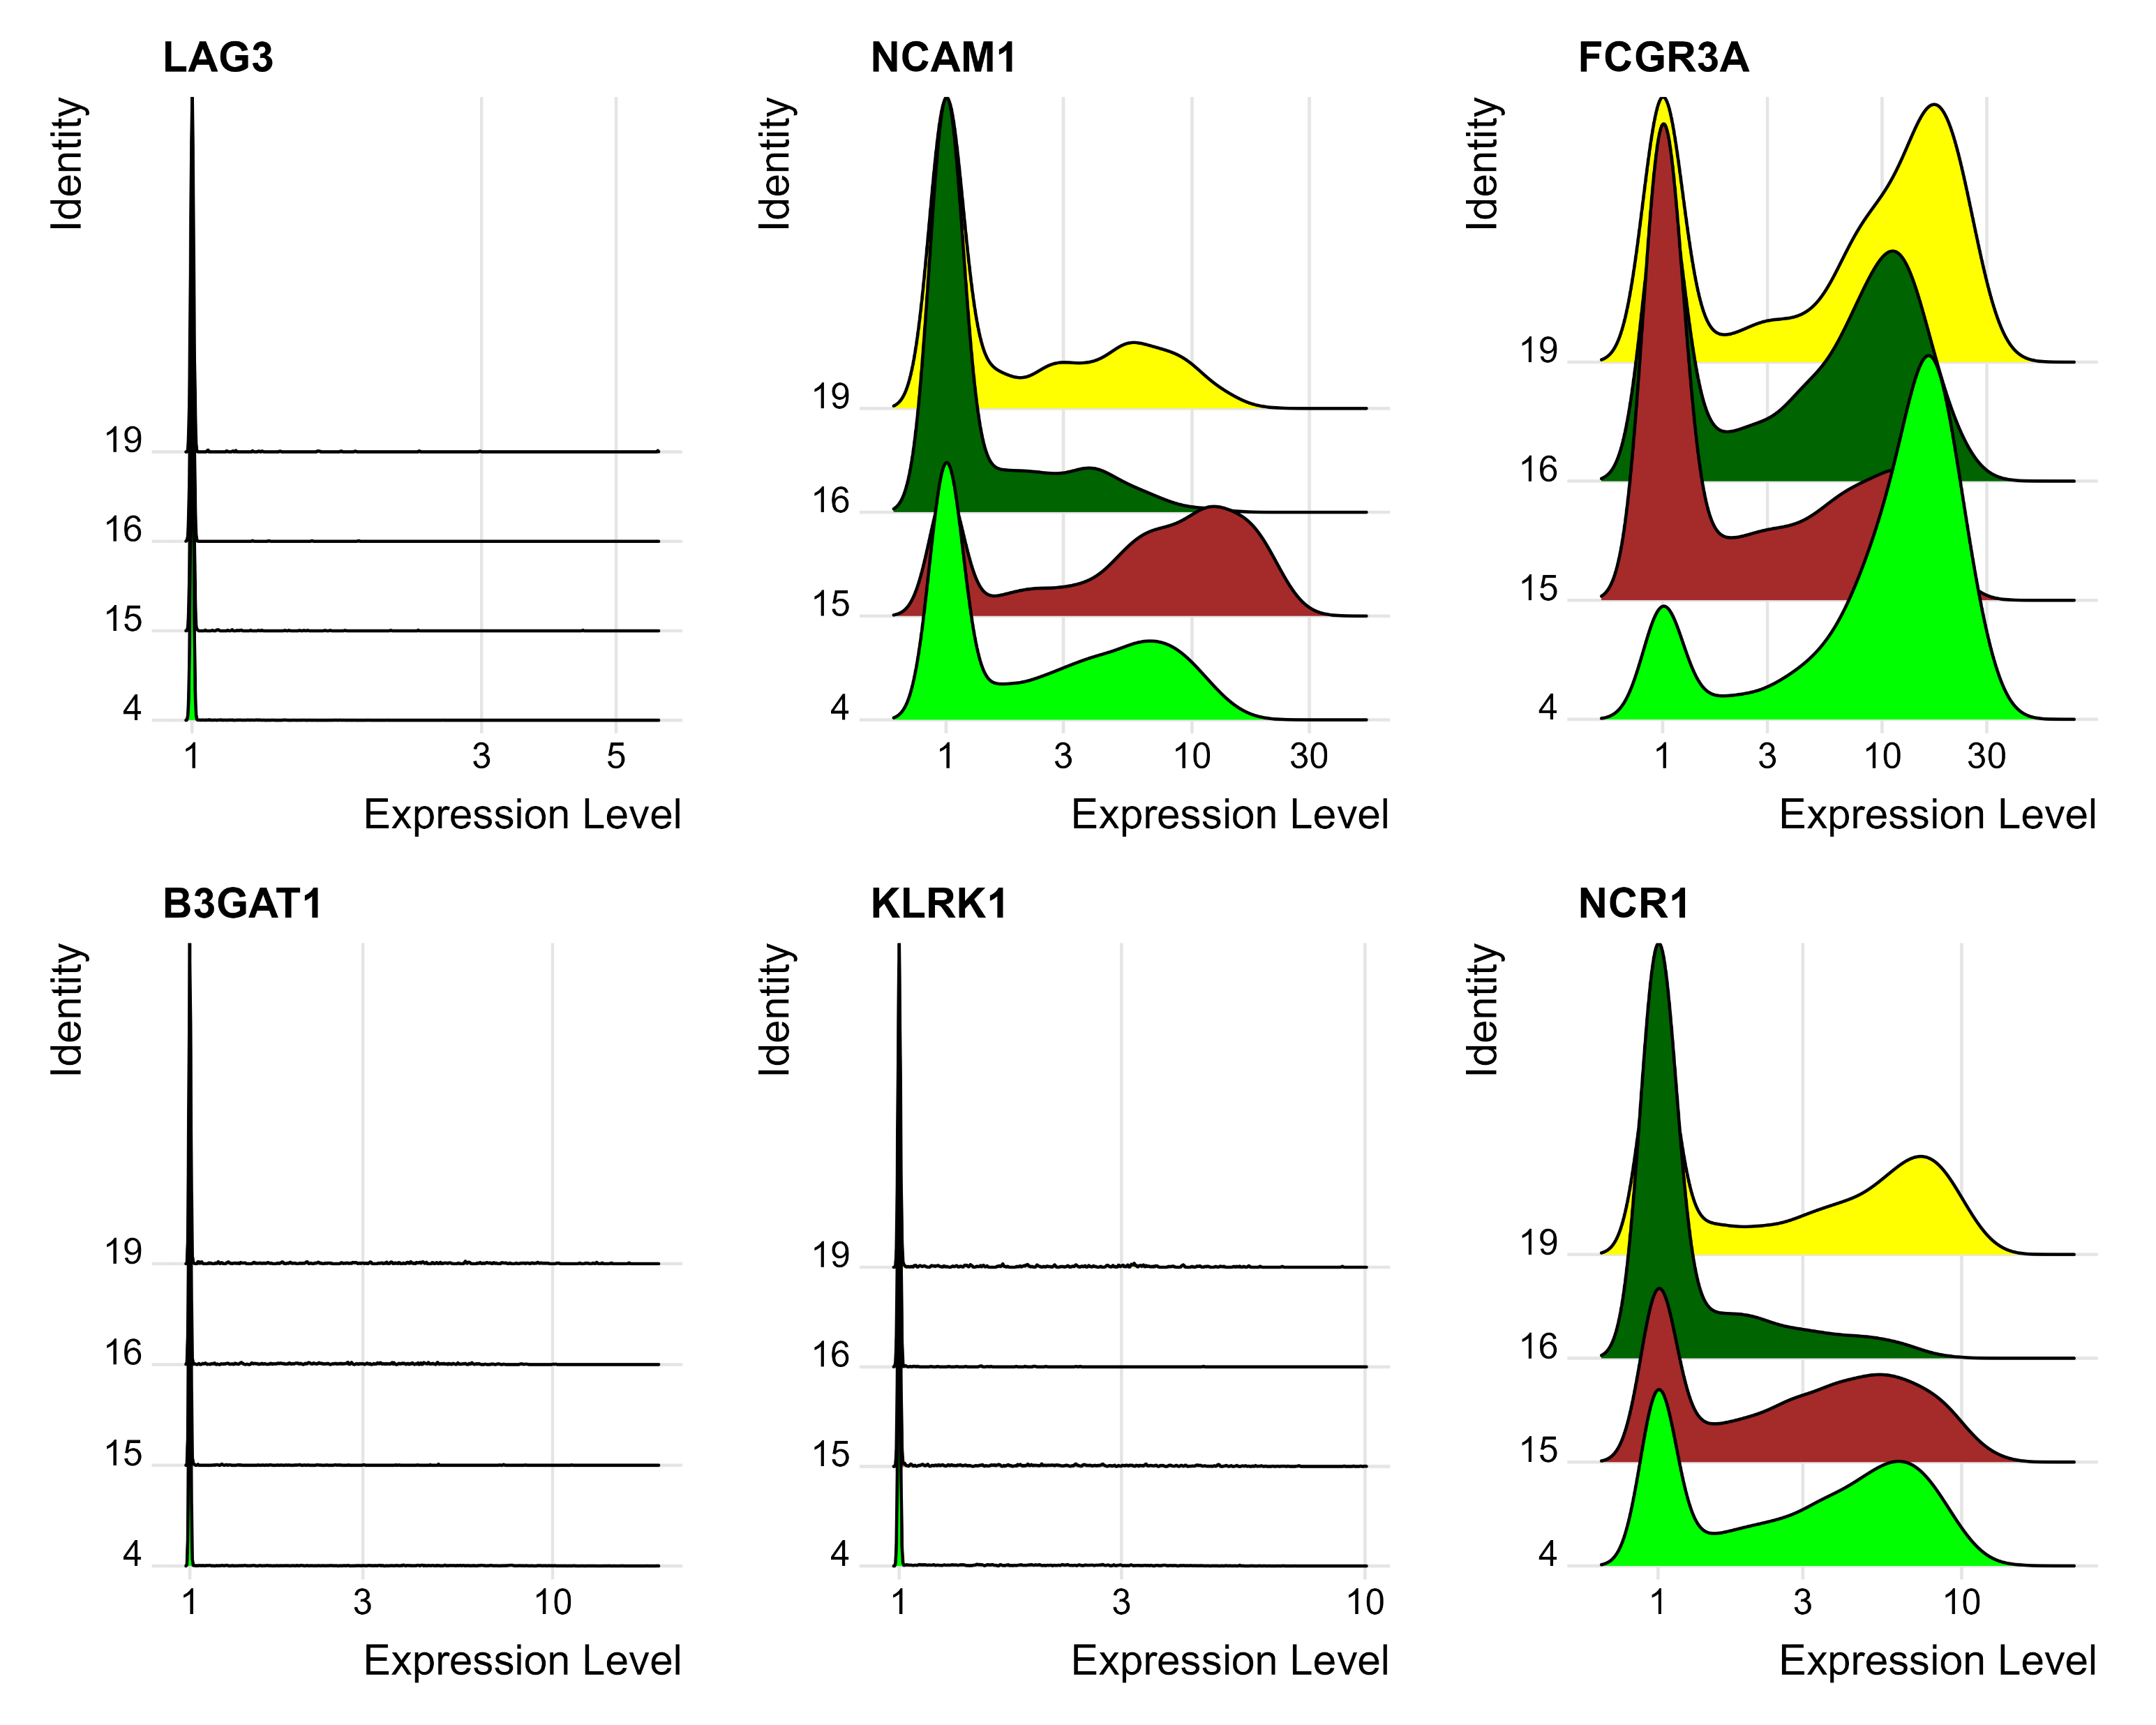 LAG3
Identity
19
16
15
4
1 3 5
Expression Level
NCAM1
Identity
19
16
15
4
1 3 10 30
Expression Level
FCGR3A
Identity
19
16
15
4
1 3 10 30
Expression Level
B3GAT1
Identity
19
16
15
4
1 3 10
Expression Level
KLRK1
Identity
19
16
15
4
1 3 10
Expression Level
NCR1
Identity
19
16
15
4
1 3 10
Expression Level